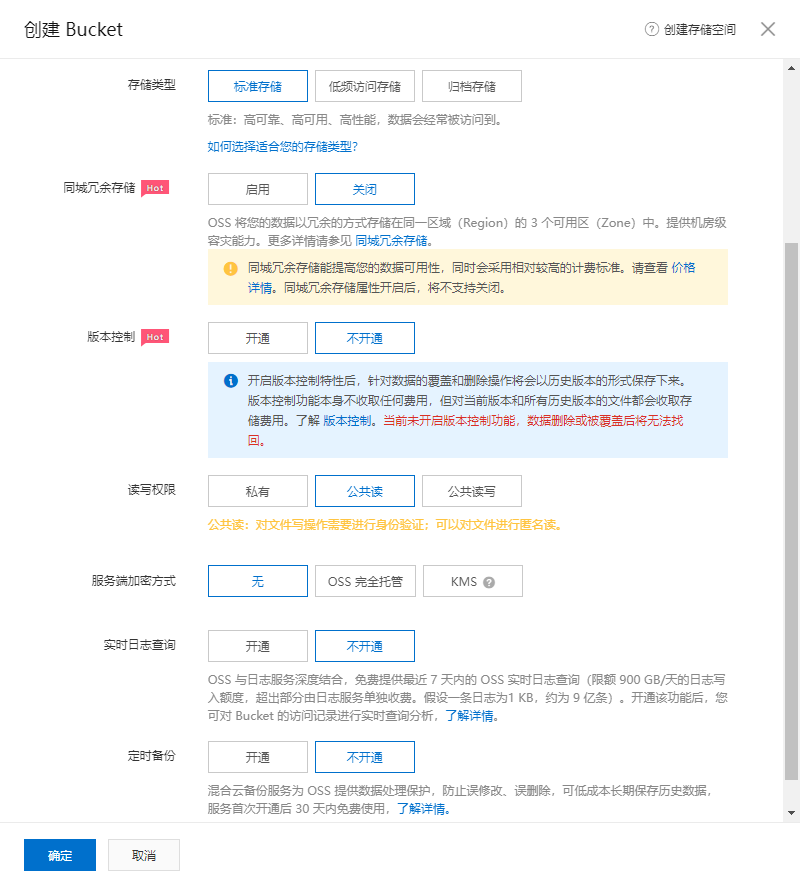 创建 Bucket
创建存储空间
存储类型
标准存储
低频访问存储
归档存储
标准：高可靠、高可用、高性能，数据会经常被访问到。
如何选择适合您的存储类型？
同城冗余存储 Hot
启用
关闭
OSS 将您的数据以冗余的方式存储在同一区域（Region）的 3 个可用区（Zone）中。提供机房级
容灾能力。更多详情请参见 同城冗余存储。
同城冗余存储能提高您的数据可用性，同时会采用相对较高的计费标准。请查看 价格
详情。同城冗余存储属性开启后，将不支持关闭。
版本控制 Hot
开通
不开通
开启版本控制特性后，针对数据的覆盖和删除操作将会以历史版本的形式保存下来。
版本控制功能本身不收取任何费用，但对当前版本和所有历史版本的文件都会收取存
储费用。了解 版本控制。当前未开启版本控制功能，数据删除或被覆盖后将无法找
回。
读写权限
私有
公共读
公共读写
公共读：对文件写操作需要进行身份验证；可以对文件进行匿名读。
服务端加密方式
无
OSS 完全托管
KMS
实时日志查询
开通
不开通
OSS 与日志服务深度结合，免费提供最近 7 天内的 OSS 实时日志查询（限额 900 GB/天的日志写
入额度，超出部分由日志服务单独收费。假设一条日志为1 KB，约为 9 亿条）。开通该功能后，您
可对 Bucket 的访问记录进行实时查询分析，了解详情。
定时备份
开通
不开通
混合云备份服务为 OSS 提供数据处理保护，防止误修改、误删除，可低成本长期保存历史数据，
服务首次开通后 30 天内免费使用，了解详情。
确定
取消